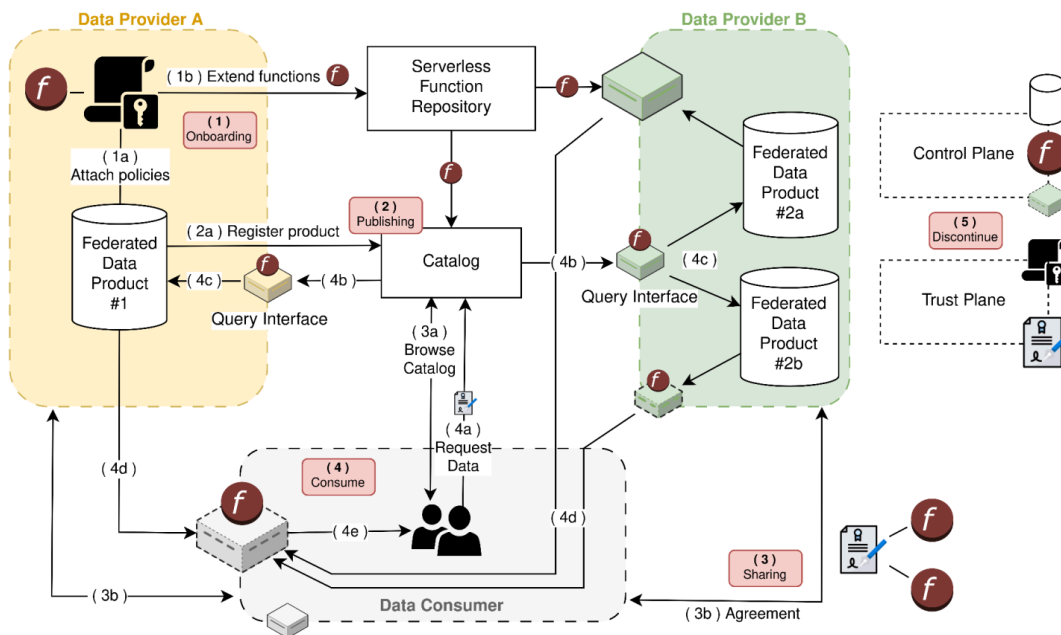 Data Provider A
Data Provider B
f
( 1b ) Extend functions
f
Serverless
Function
Repository
f
( 1 )
Onboarding
( 1a )
Attach policies
f
Federated
Data
Product
#2a
Control Plane
f
( 2 )
Publishing
( 5 )
Discontinue
Federated
Data
Product
#1
( 2a ) Register product
( 4c )
f
( 4b )
Catalog
( 4b )
f
( 4c )
Query Interface
Query Interface
Federated
Data
Product
#2b
Trust Plane
( 3a )
Browse
Catalog
f
( 4a )
Request
Data
( 4d )
( 4 )
Consume
f
( 4e )
( 4d )
f
f
( 3 )
Sharing
( 3b )
Data Consumer
( 3b ) Agreement